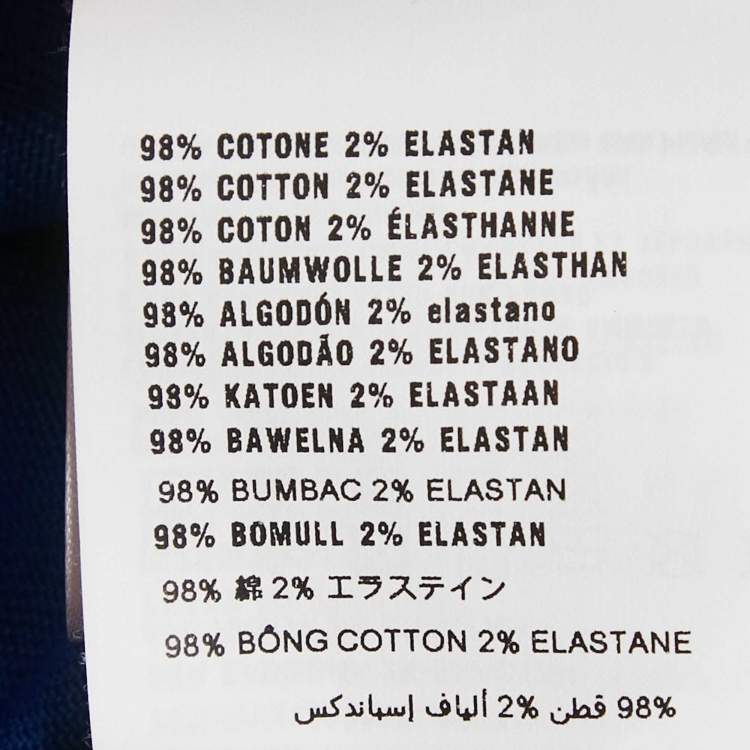 98% COTONE 2% ELASTAN
98% COTTON 2% ELASTANE
98% COTON 2% ÉLASTHANNE
98% BAUMWOLLE 2% ELASTHAN
98% ALGODÓN 2% elastano
98% ALGODÃO 2% ELASTANO
98% KATOEN 2% ELASTAAN
98% BAWELNA 2% ELASTAN
98% BUMBAC 2% ELASTAN
98% BOMULL 2% ELASTAN
98% 綿 2% エラステイン
98% BÔNG COTTON 2% ELASTANE
98% قطن 2% ألياف إسباندكس